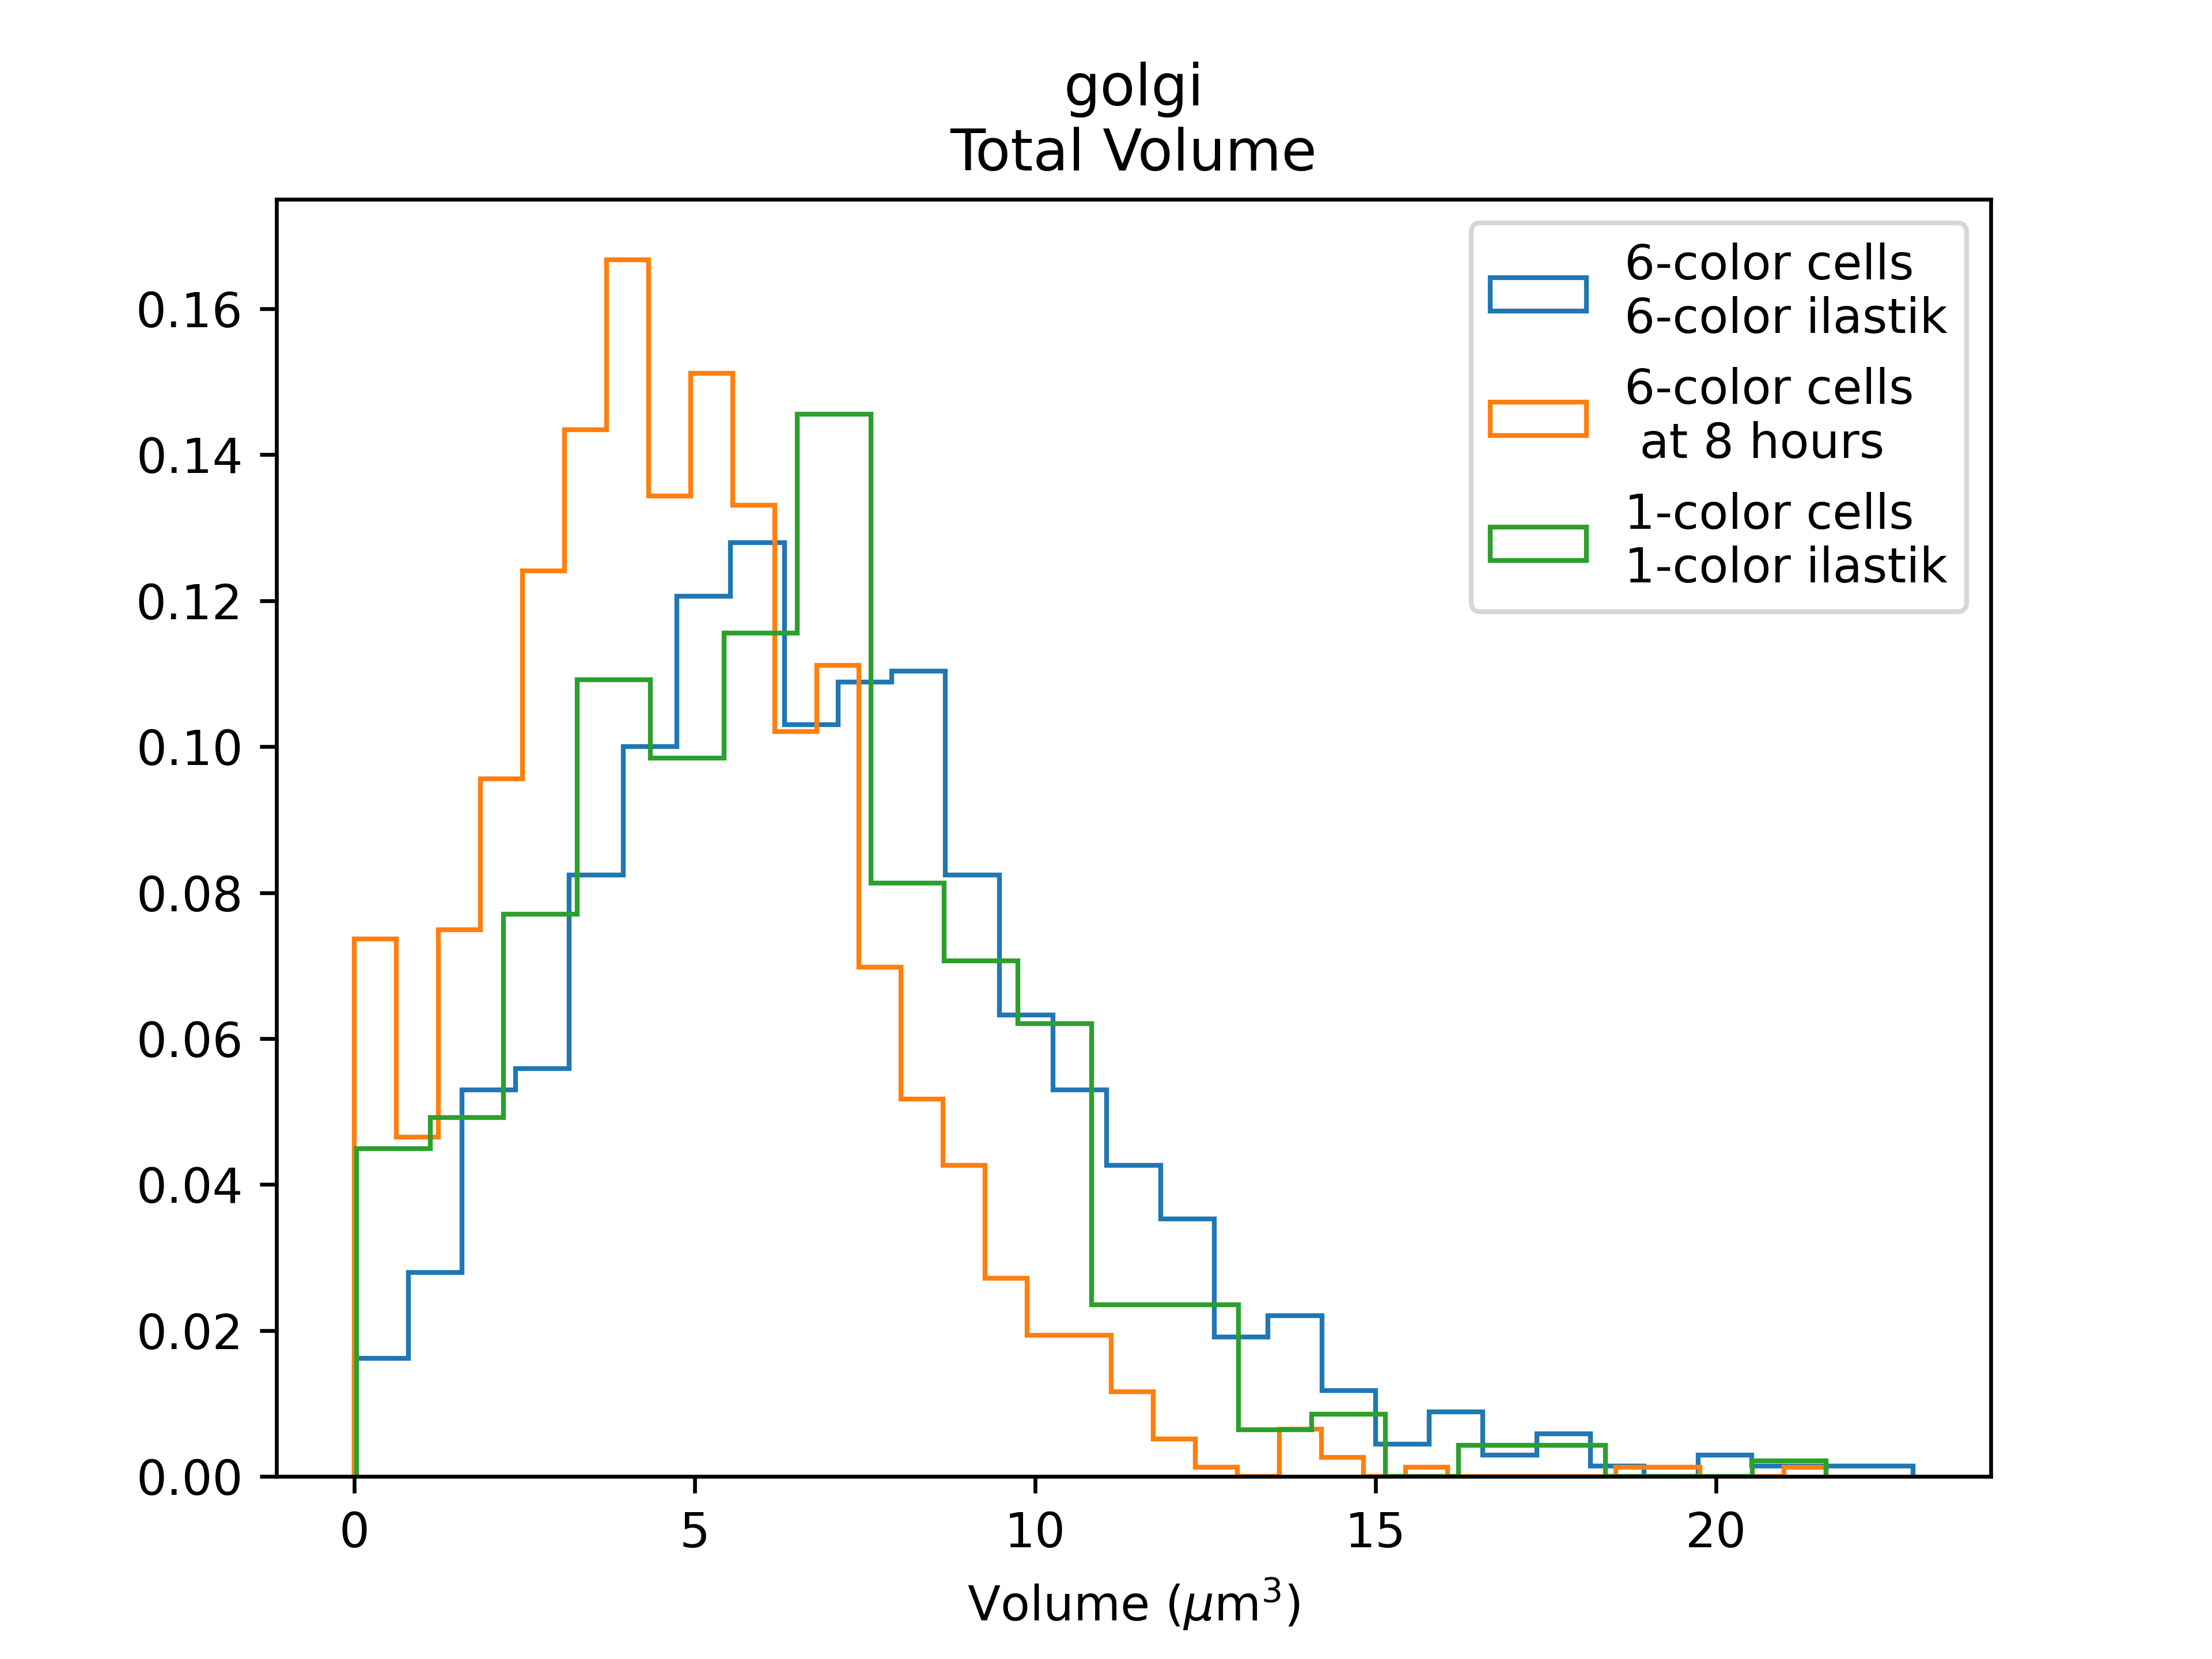 golgi
Total Volume
6-color cells
6-color ilastik
6-color cells
at 8 hours
1-color cells
1-color ilastik
0.16
0.14
0.12
0.10
0.08
0.06
0.04
0.02
0.00
0 5 10 15 20
Volume (μm³)